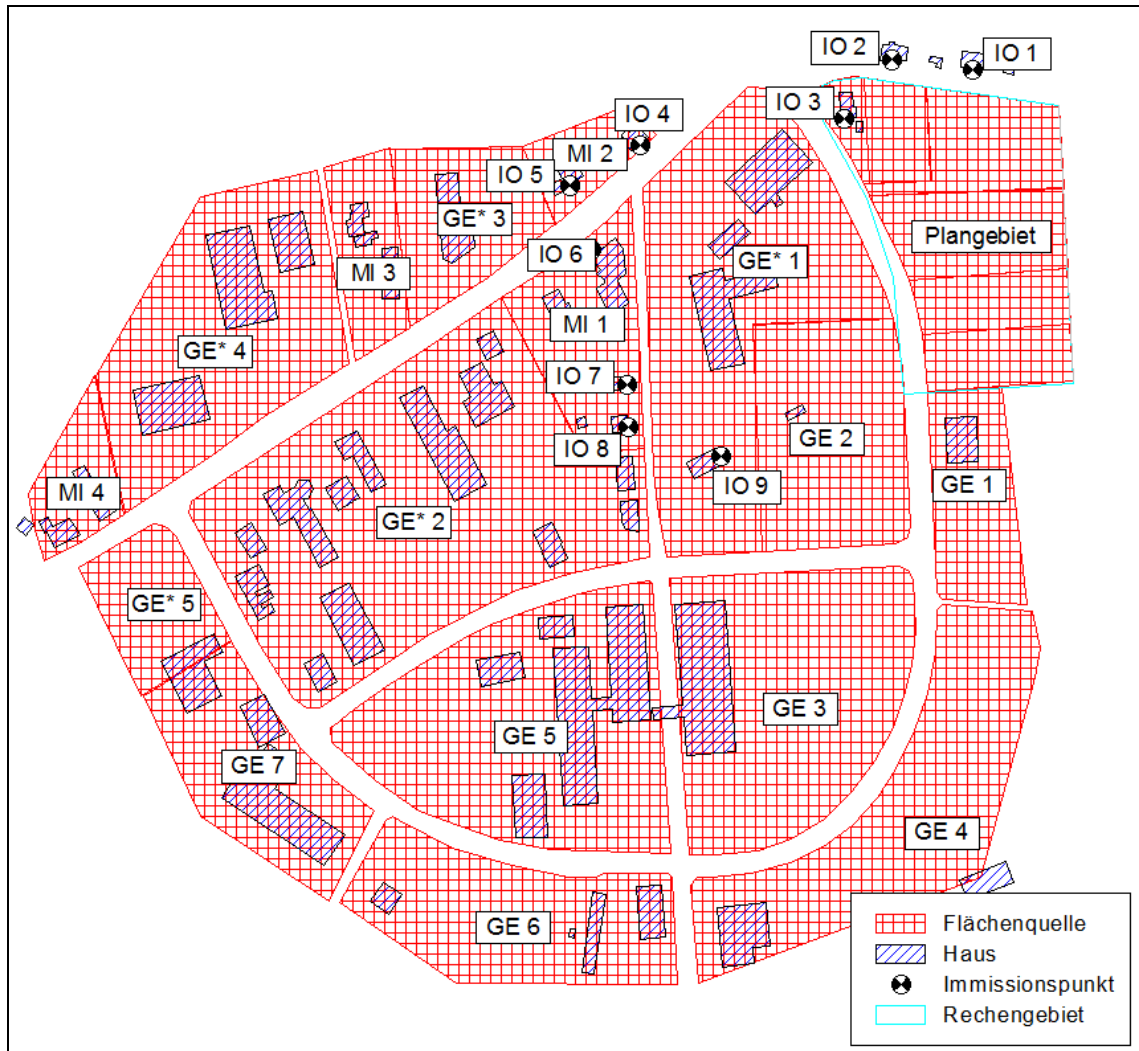 IO 2
IO 1
IO 3
IO 4
MI 2
IO 5
GE* 3
Plangebiet
IO 6
GE* 1
MI 3
MI 1
GE* 4
IO 7
GE 2
IO 8
IO 9
GE 1
MI 4
GE* 2
GE* 5
GE 3
GE 5
GE 7
GE 4
GE 6
Flächenquelle
Haus
Immissionspunkt
Rechengebiet